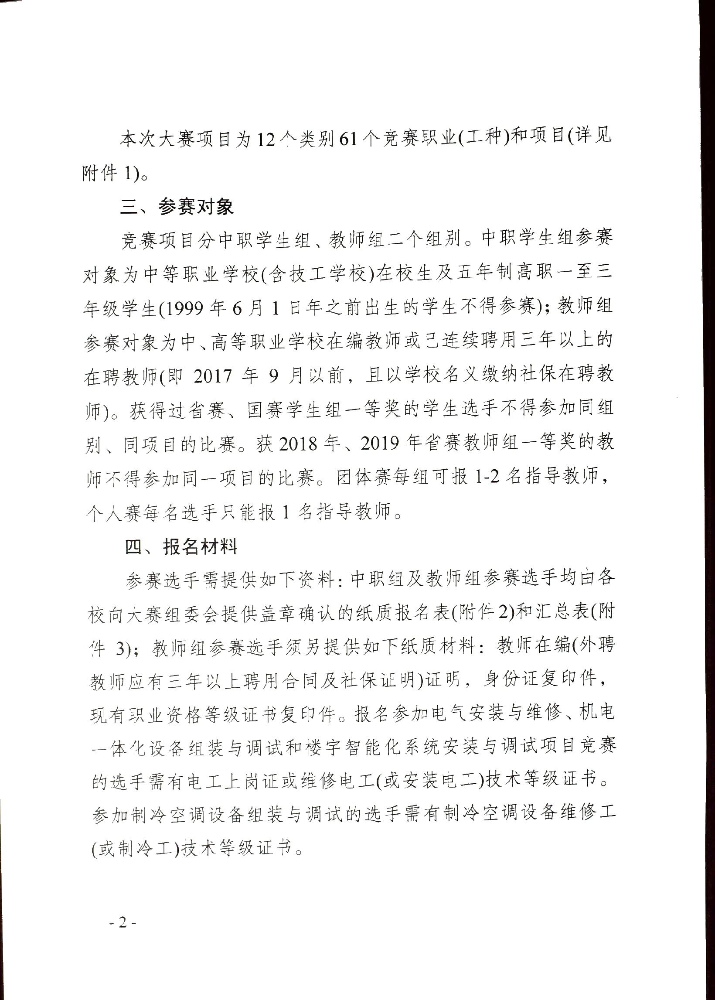 本次大赛项目为12个类别61个竞赛职业(工种)和项目(详见
附件1)。
三、参赛对象
竞赛项目分中职学生组、教师组二个组别。中职学生组参赛
对象为中等职业学校(含技工学校)在校生及五年制高职一至三
年级学生(1999 年 6 月 1 日年之前出生的学生不得参赛);教师组
参赛对象为中、高等职业学校在编教师或已连续聘用三年以上的
在聘教师(即 2017 年 9 月以前，且以学校名义缴纳社保在聘教
师)。获得过省赛、国赛学生组一等奖的学生选手不得参加同组
别、同项目的比赛。获 2018 年、2019 年省赛教师组一等奖的教
师不得参加同一项目的比赛。团体赛每组可报 1-2 名指导教师，
个人赛每名选手只能报 1 名指导教师。
四、报名材料
参赛选手需提供如下资料:中职组及教师组参赛选手均由各
校向大赛组委会提供盖章确认的纸质报名表(附件2)和汇总表(附
件 3)；教师组参赛选手须另提供如下纸质材料：教师在编(外聘
教师应有三年以上聘用合同及社保证明)证明，身份证复印件，
现有职业资格等级证书复印件。报名参加电气安装与维修、机电
一体化设备组装与调试和楼宇智能化系统安装与调试项目竞赛
的选手需有电工上岗证或维修电工(或安装电工)技术等级证书。
参加制冷空调设备组装与调试的选手需有制冷空调设备维修工
(或制冷工)技术等级证书。
- 2 -